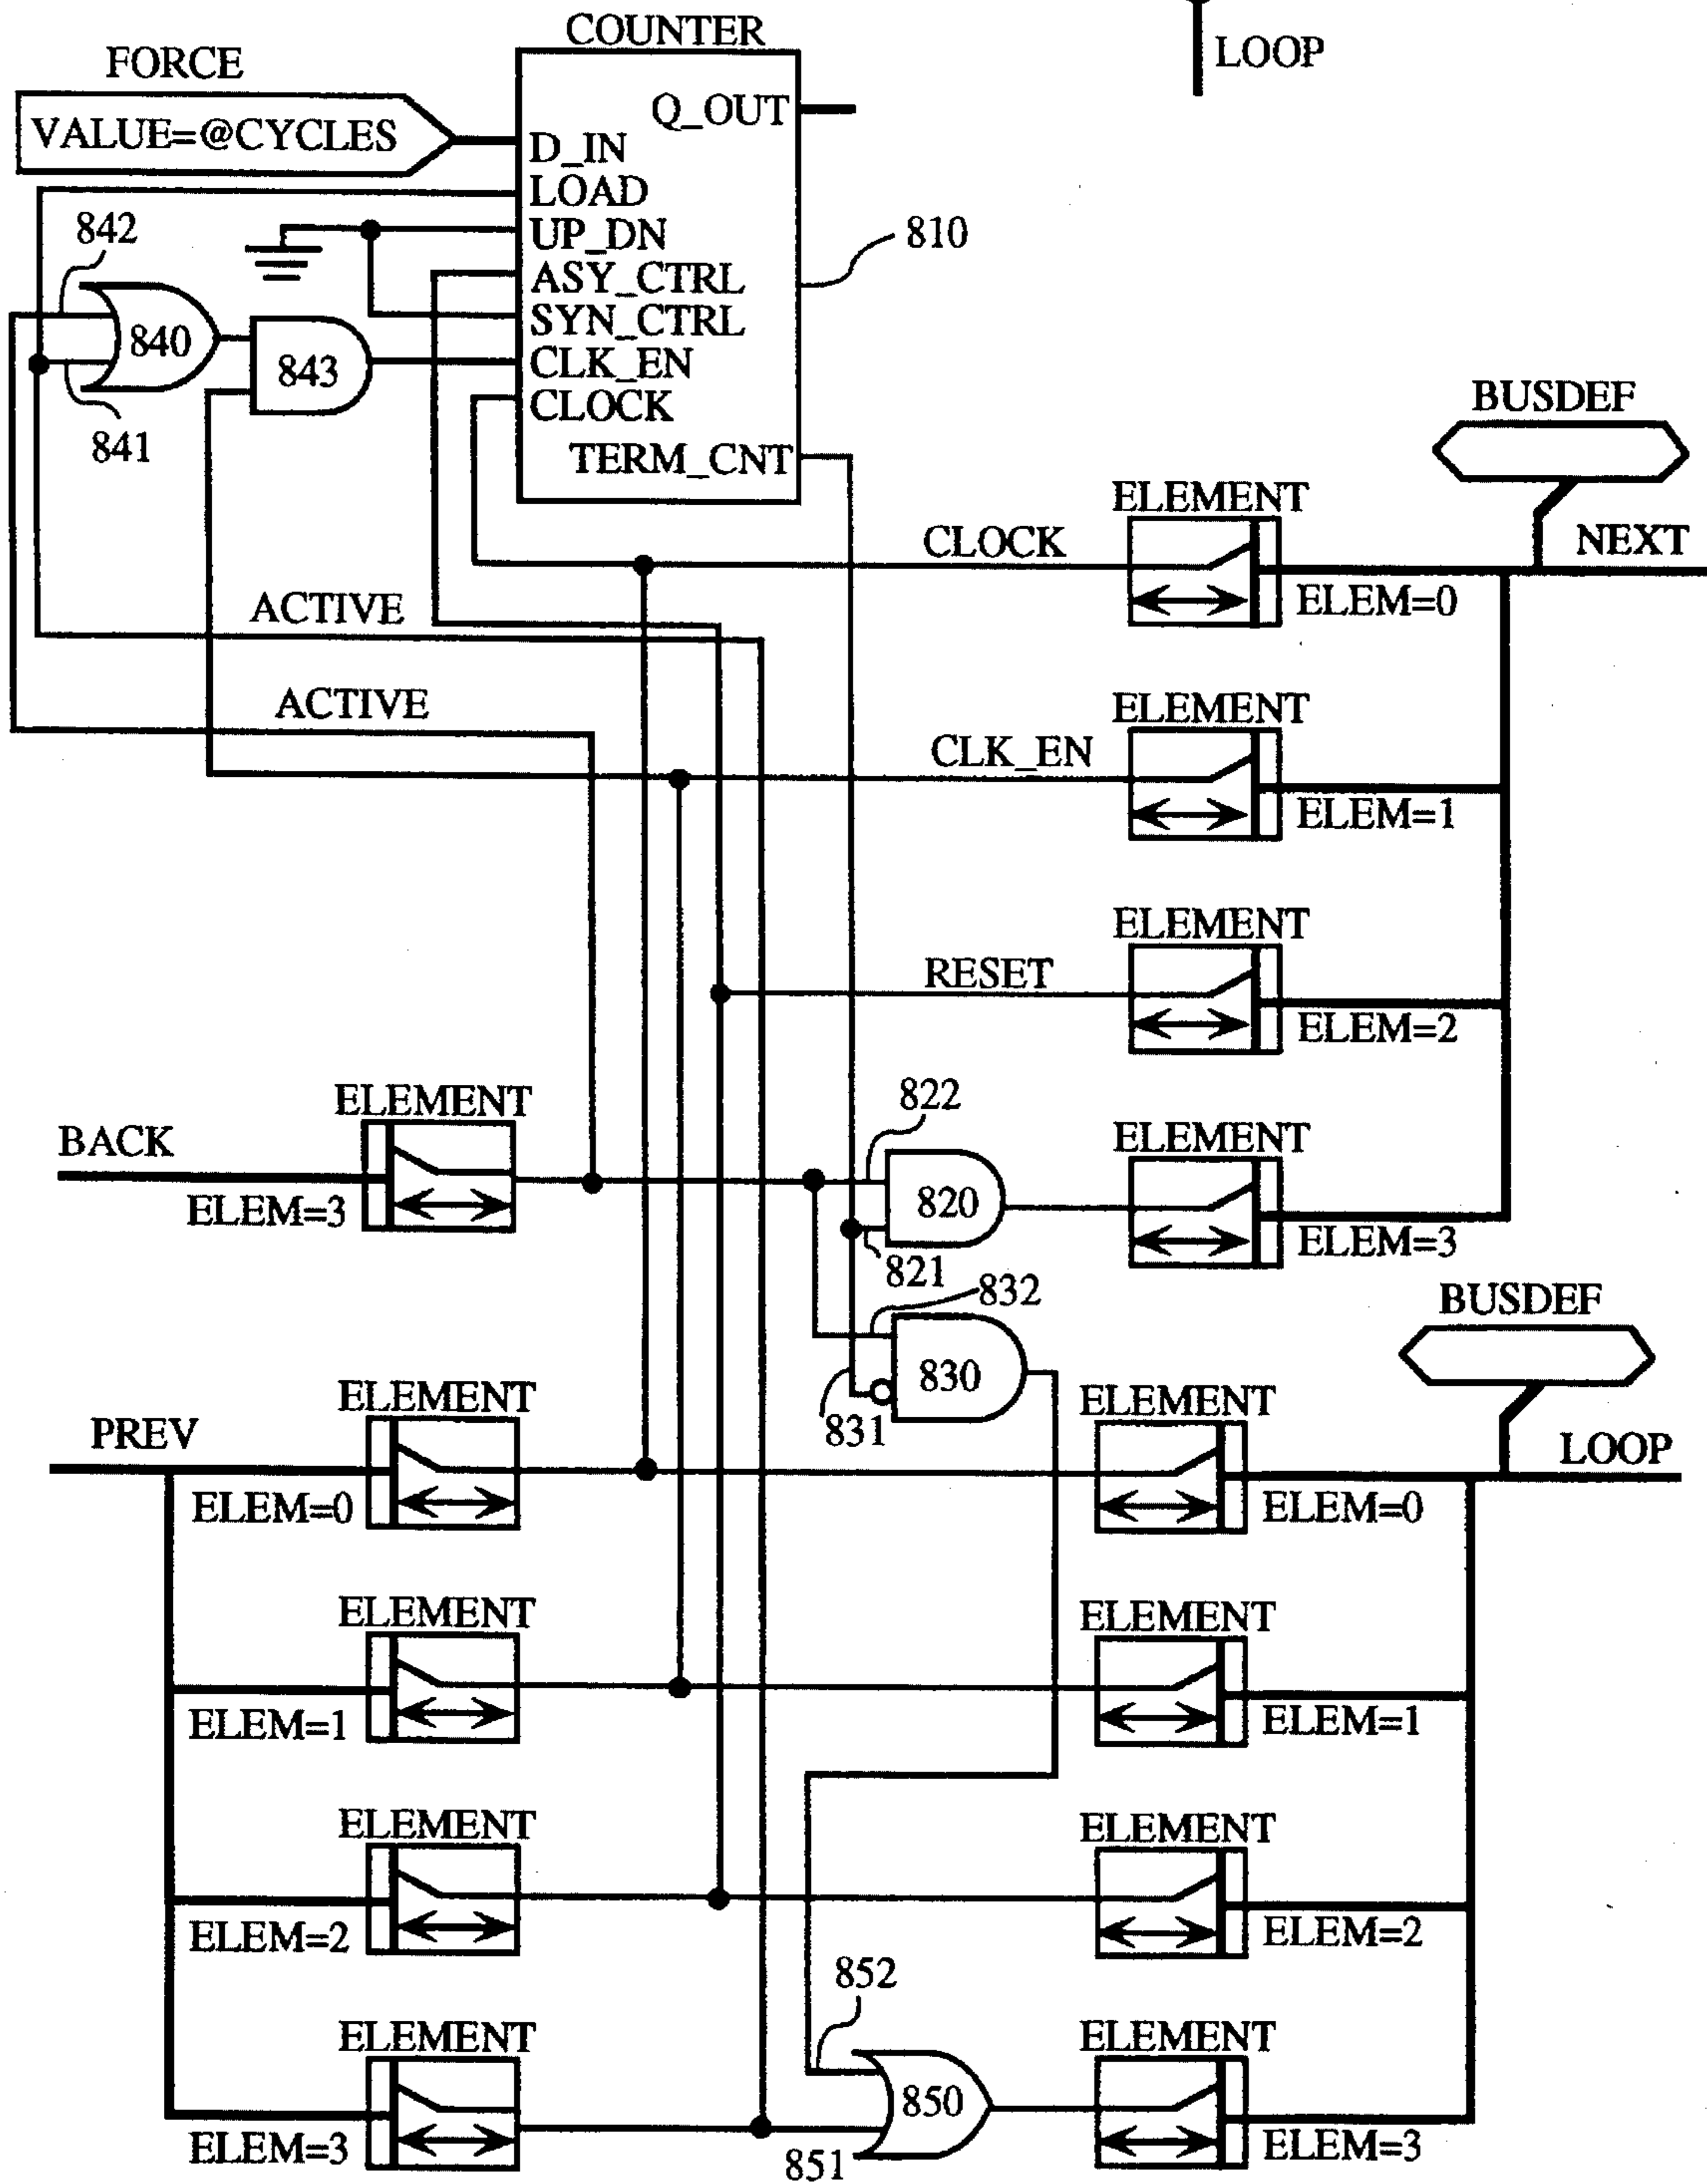 COUNTER
LOOP
FORCE
VALUE=@CYCLES
Q_OUT
D_IN
LOAD
UP_DN
ASY_CTRL
SYN_CTRL
CLK_EN
CLOCK
TERM_CNT
810
842
840
843
841
BUSDEF
ELEMENT
CLOCK
NEXT
ELEM=0
ACTIVE
ACTIVE
ELEMENT
CLK_EN
ELEM=1
ELEMENT
RESET
ELEM=2
ELEMENT
BACK
ELEM=3
822
820
821
ELEMENT
ELEM=3
832
830
831
BUSDEF
ELEMENT
PREV
ELEM=0
ELEMENT
LOOP
ELEM=0
ELEMENT
ELEM=1
ELEMENT
ELEM=1
ELEMENT
ELEM=2
ELEMENT
ELEM=2
852
ELEMENT
ELEM=3
850
851
ELEMENT
ELEM=3